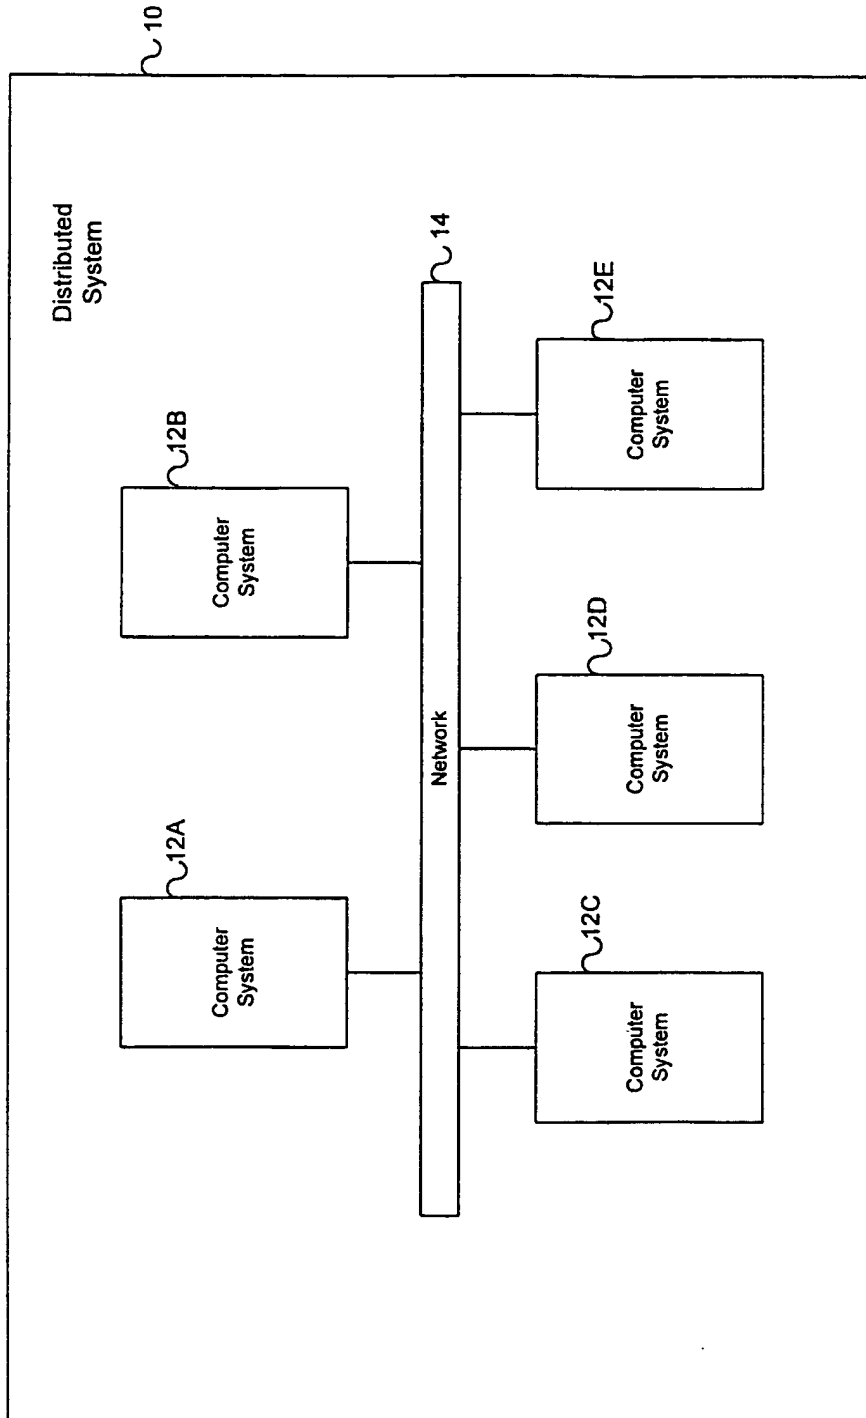 10
Distributed
System
12A
Computer
System
12B
Computer
System
14
Network
12C
Computer
System
12D
Computer
System
12E
Computer
System